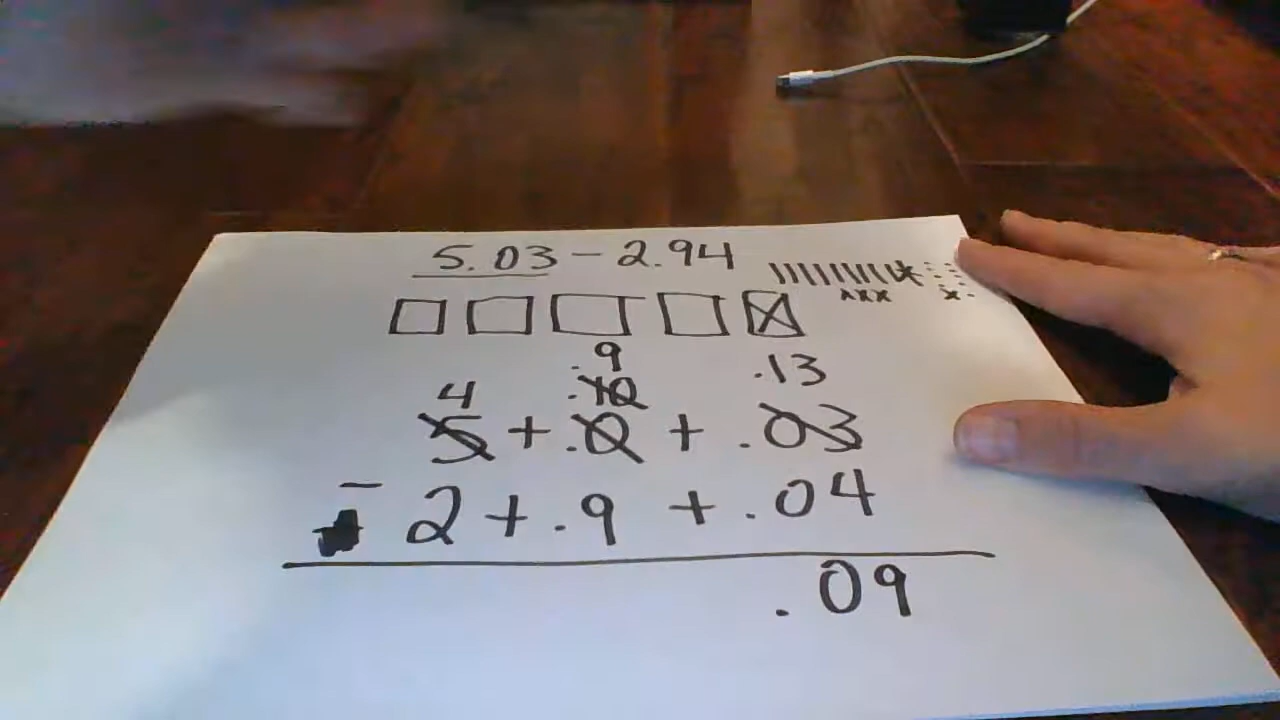 5.03 - 2.94
.9
4 .10 .13
5 + .0 + .03
- 2 + .9 + .04
.09